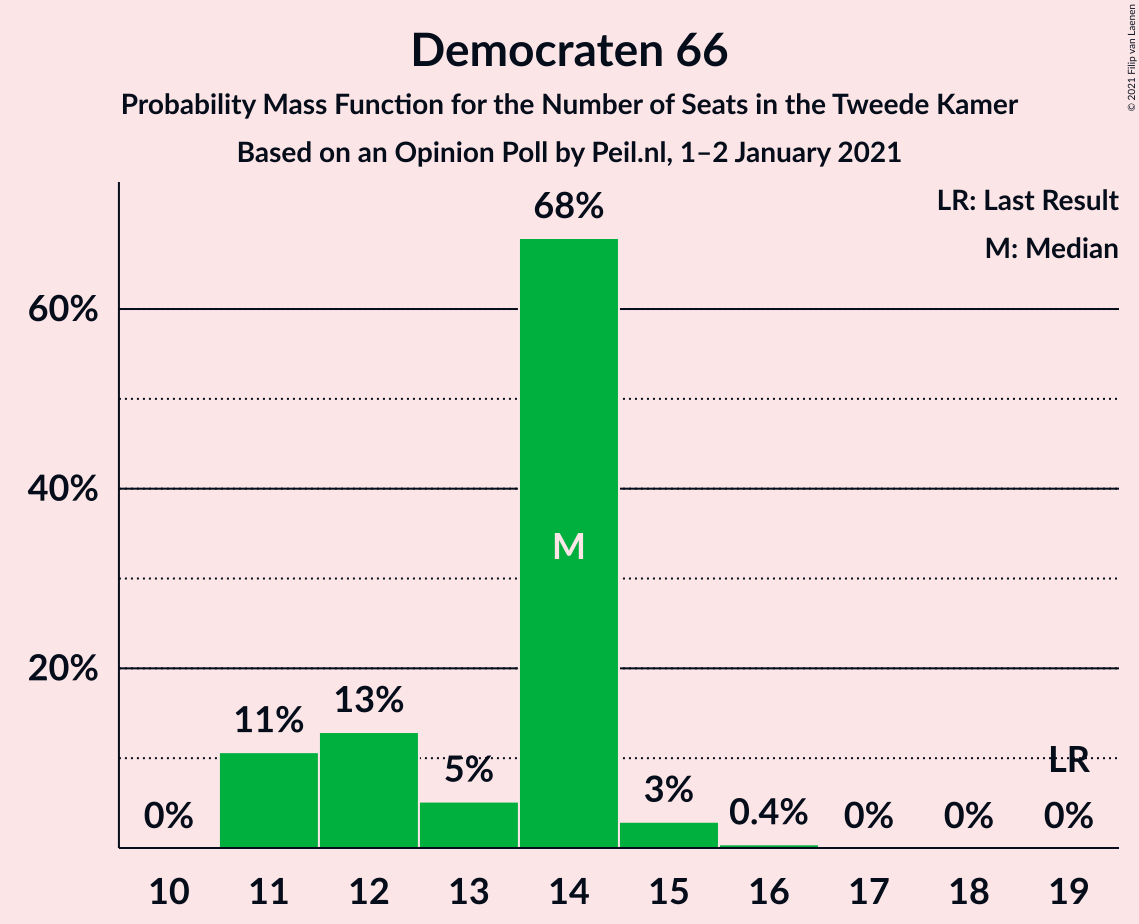 Democraten 66
Probability Mass Function for the Number of Seats in the Tweede Kamer
Based on an Opinion Poll by Peil.nl, 1–2 January 2021
© 2021 Filip van Laenen
LR: Last Result
M: Median
60%
40%
20%
0%
11%
13%
5%
68%
M
3%
0.4%
0%
0%
LR
0%
10 11 12 13 14 15 16 17 18 19